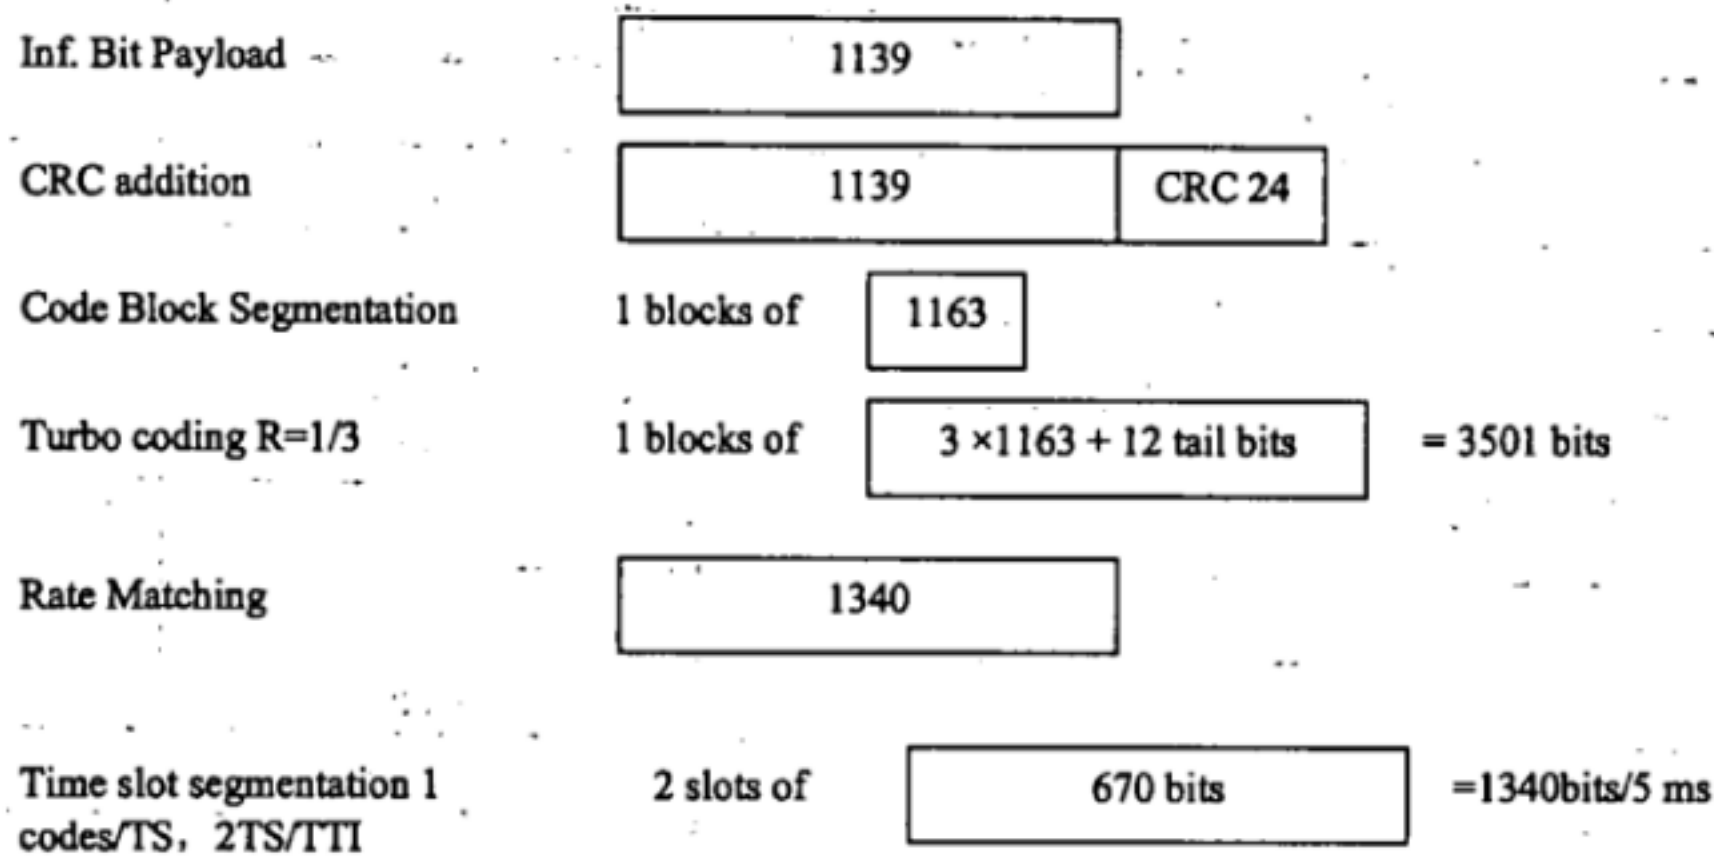 Inf. Bit Payload 1139
CRC addition 1139 CRC 24
Code Block Segmentation 1 blocks of 1163
Turbo coding R=1/3 1 blocks of 3 ×1163 + 12 tail bits = 3501 bits
Rate Matching 1340
Time slot segmentation 1 2 slots of 670 bits =1340bits/5 ms
codes/TS, 2TS/TTI